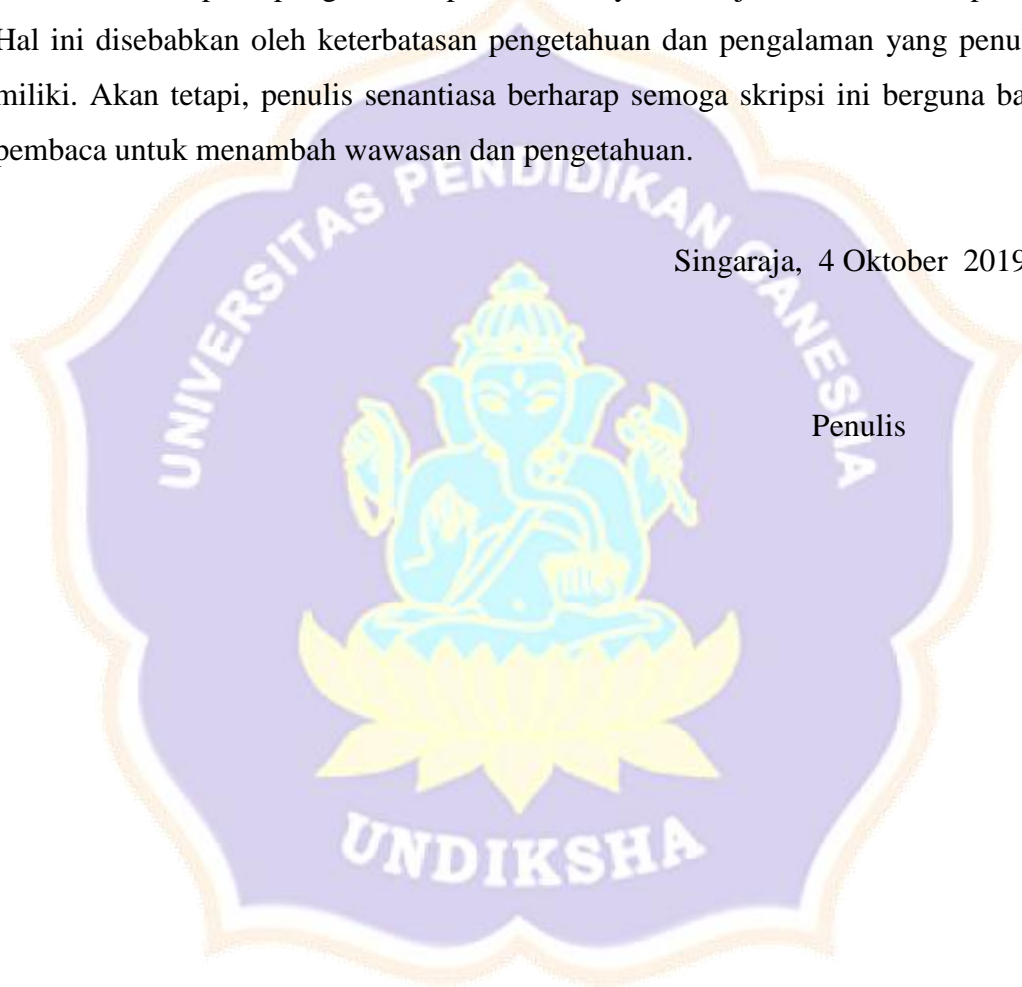 Hal ini disebabkan oleh keterbatasan pengetahuan dan pengalaman yang penu
miliki. Akan tetapi, penulis senantiasa berharap semoga skripsi ini berguna ba
pembaca untuk menambah wawasan dan pengetahuan.
UNIVERSITAS PENDIDIKAN GANESHA
Singaraja, 4 Oktober 2019
Penulis
UNDIKSHA